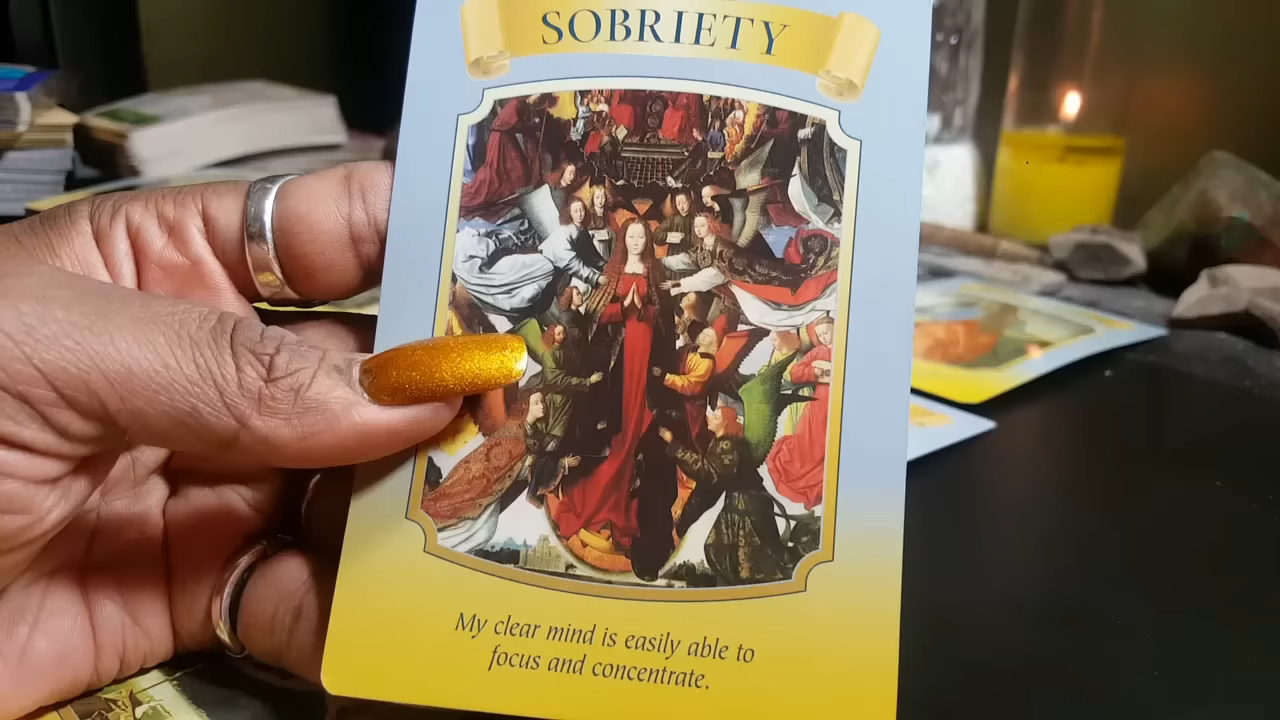 SOBRIETY
My clear mind is easily able to
focus and concentrate.